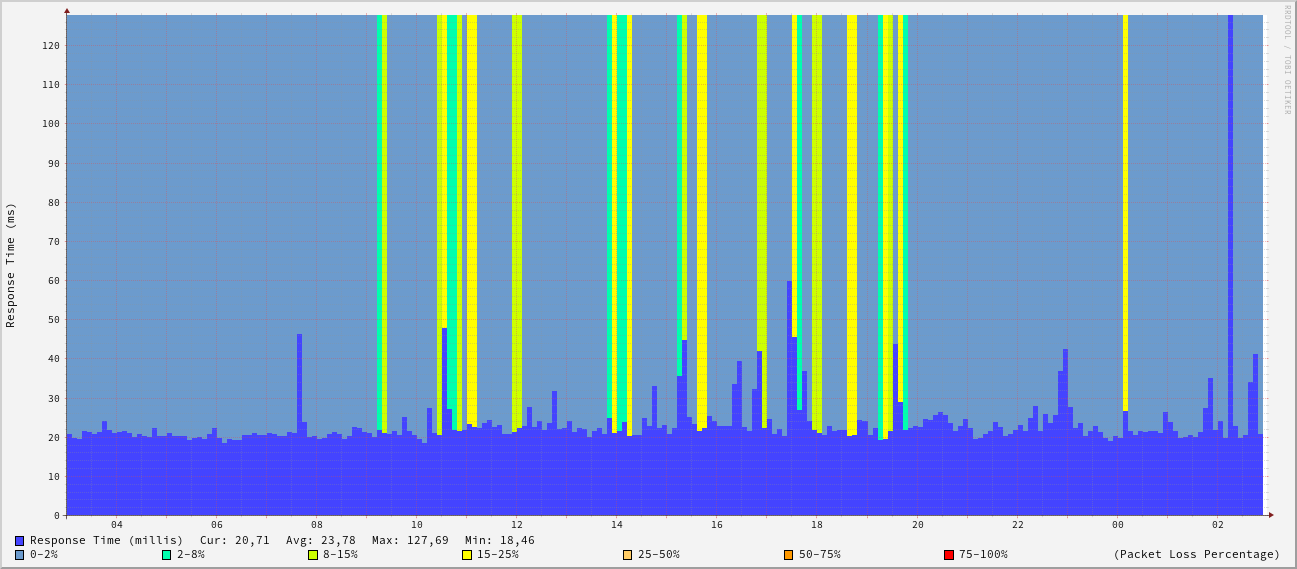 RRDTOOL / TOBI OETIKER
Response Time (ms)
120
110
100
90
80
70
60
50
40
30
20
10
0
04 06 08 10 12 14 16 18 20 22 00 02
Response Time (millis) Cur: 20,71 Avg: 23,78 Max: 127,69 Min: 18,46
0-2% 2-8% 8-15% 15-25% 25-50% 50-75% 75-100% (Packet Loss Percentage)